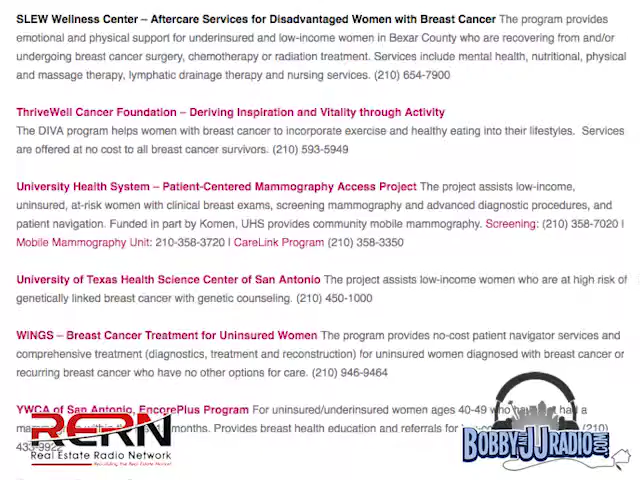 SLEW Wellness Center – Aftercare Services for Disadvantaged Women with Breast Cancer The program provides
emotional and physical support for underinsured and low-income women in Bexar County who are recovering from and/or
undergoing breast cancer surgery, chemotherapy or radiation treatment. Services include mental health, nutritional, physical
and massage therapy, lymphatic drainage therapy and nursing services. (210) 654-7900
ThriveWell Cancer Foundation – Deriving Inspiration and Vitality through Activity
The DIVA program helps women with breast cancer to incorporate exercise and healthy eating into their lifestyles. Services
are offered at no cost to all breast cancer survivors. (210) 593-5949
University Health System – Patient-Centered Mammography Access Project The project assists low-income,
uninsured, at-risk women with clinical breast exams, screening mammography and advanced diagnostic procedures, and
patient navigation. Funded in part by Komen, UHS provides community mobile mammography. Screening: (210) 358-7020 |
Mobile Mammography Unit: 210-358-3720 | CareLink Program (210) 358-3350
University of Texas Health Science Center of San Antonio The project assists low-income women who are at high risk of
genetically linked breast cancer with genetic counseling. (210) 450-1000
WINGS – Breast Cancer Treatment for Uninsured Women The program provides no-cost patient navigator services and
comprehensive treatment (diagnostics, treatment and reconstruction) for uninsured women diagnosed with breast cancer or
recurring breast cancer who have no other options for care. (210) 946-9464
YWCA of San Antonio, EncorePlus Program For uninsured/underinsured women ages 40-49 who had a
months. Provides breast health education and referrals for (210)
433-9922
RERN
Real Estate Radio Network
BOBBY AND JJ RADIO.COM